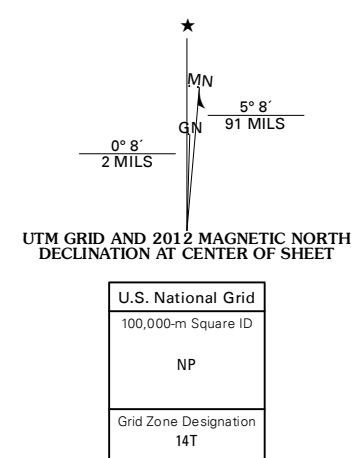 ★
MN
GN
5° 8´
91 MILS
0° 8´
2 MILS
UTM GRID AND 2012 MAGNETIC NORTH
DECLINATION AT CENTER OF SHEET
U.S. National Grid
100,000-m Square ID
NP
Grid Zone Designation
14T